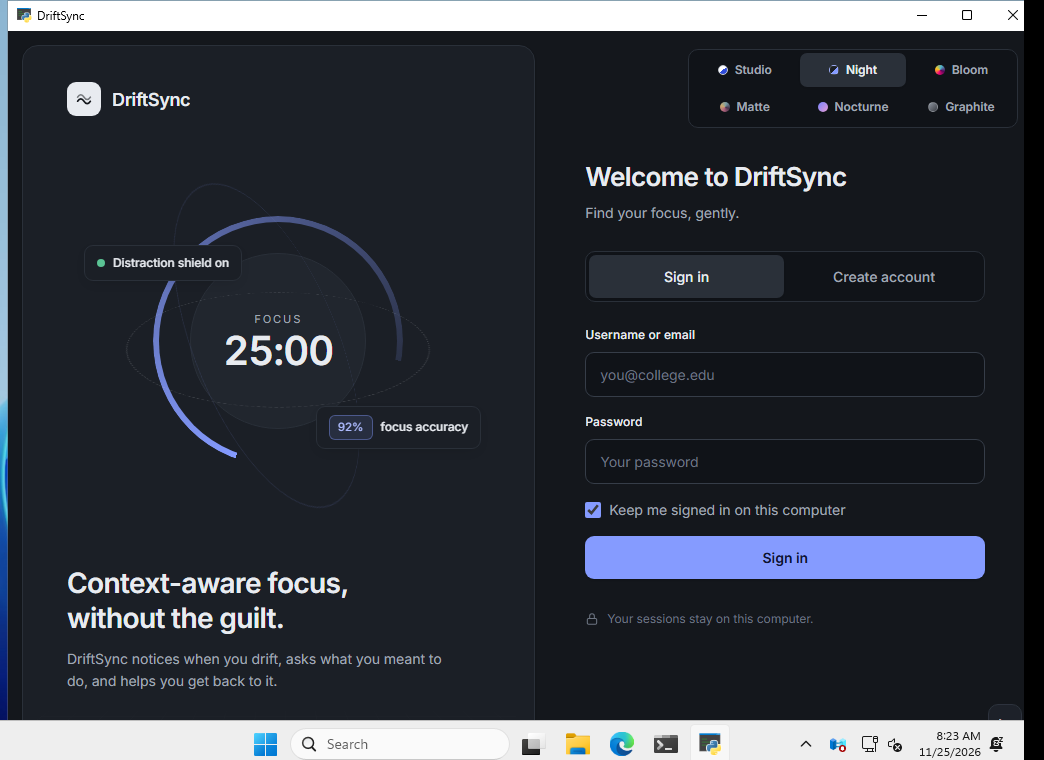 DriftSync
DriftSync
Distraction shield on
FOCUS
25:00
92% focus accuracy
Context-aware focus,
without the guilt.
DriftSync notices when you drift, asks what you meant to
do, and helps you get back to it.
Studio Night Bloom
Matte Nocturne Graphite
Welcome to DriftSync
Find your focus, gently.
Sign in Create account
Username or email
you@college.edu
Password
Your password
Keep me signed in on this computer
Sign in
Your sessions stay on this computer.
Search
8:23 AM
11/25/2026